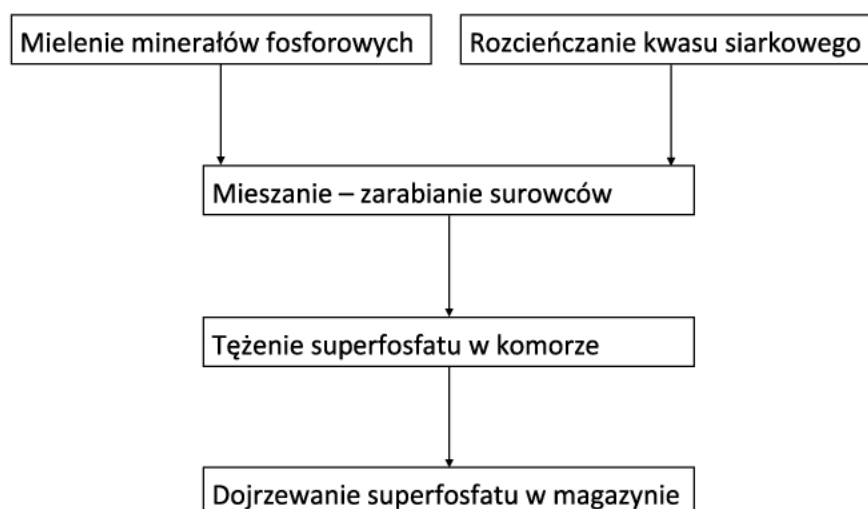 Mielenie minerałów fosforowych
Rozcieńczanie kwasu siarkowego
Mieszanie – zarabianie surowców
Tężenie superfosfatu w komorze
Dojrzewanie superfosfatu w magazynie